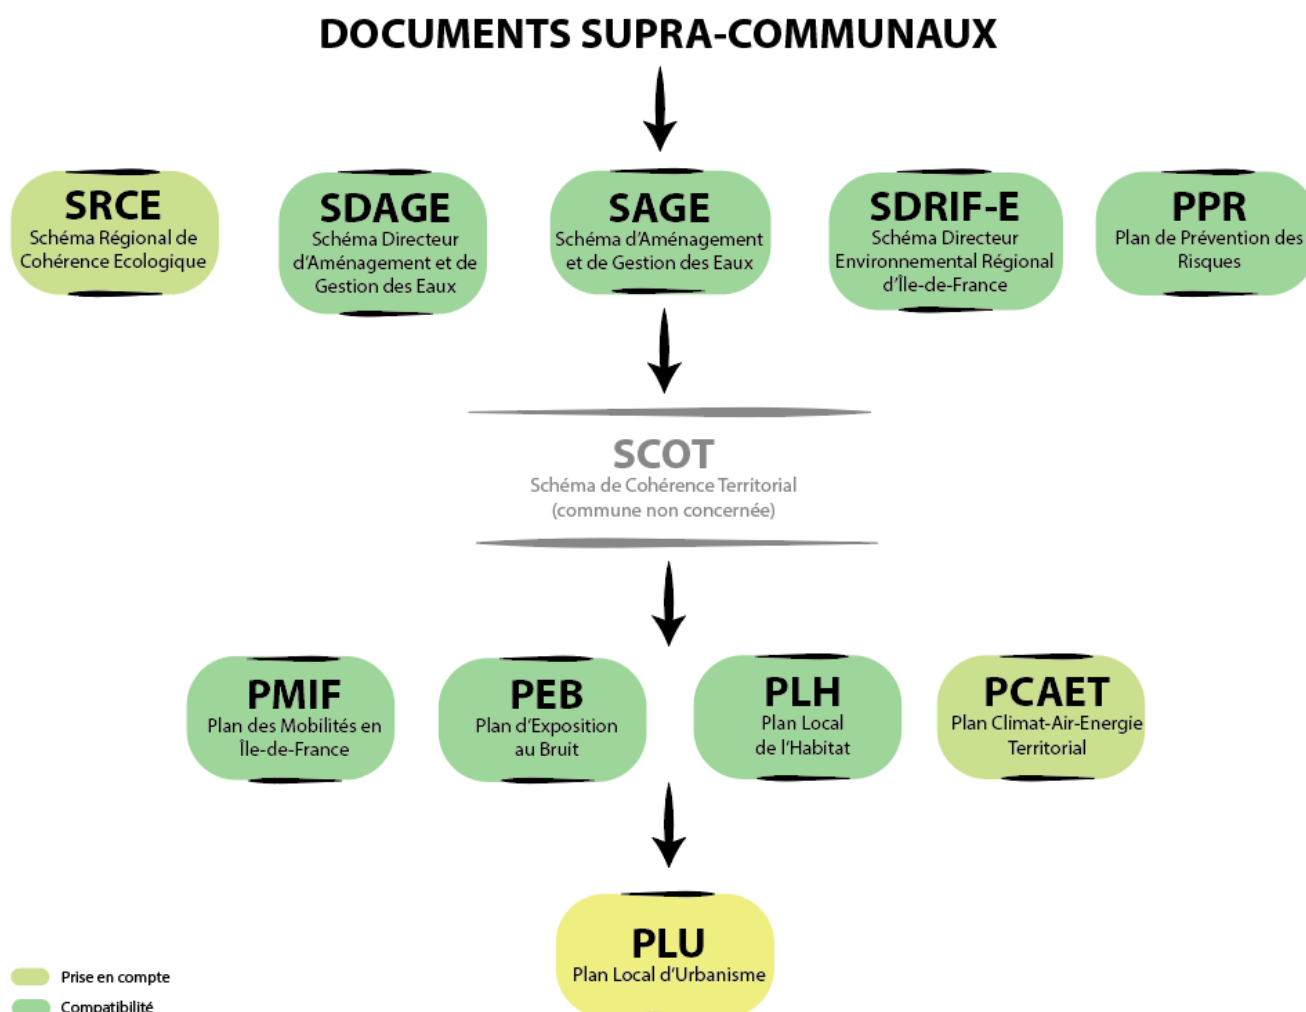 DOCUMENTS SUPRA-COMMUNAUX
SRCE
Schéma Régional de
Cohérence Ecologique
SDAGE
Schéma Directeur
d'Aménagement et de
Gestion des Eaux
SAGE
Schéma d'Aménagement
et de Gestion des Eaux
SDRIF-E
Schéma Directeur
Environnemental Régional
d'Île-de-France
PPR
Plan de Prévention des
Risques
SCOT
Schéma de Cohérence Territorial
(commune non concernée)
PMIF
Plan des Mobilités en
Île-de-France
PEB
Plan d'Exposition
au Bruit
PLH
Plan Local
de l'Habitat
PCAET
Plan Climat-Air-Energie
Territorial
PLU
Plan Local d'Urbanisme
Prise en compte
Compatibilité